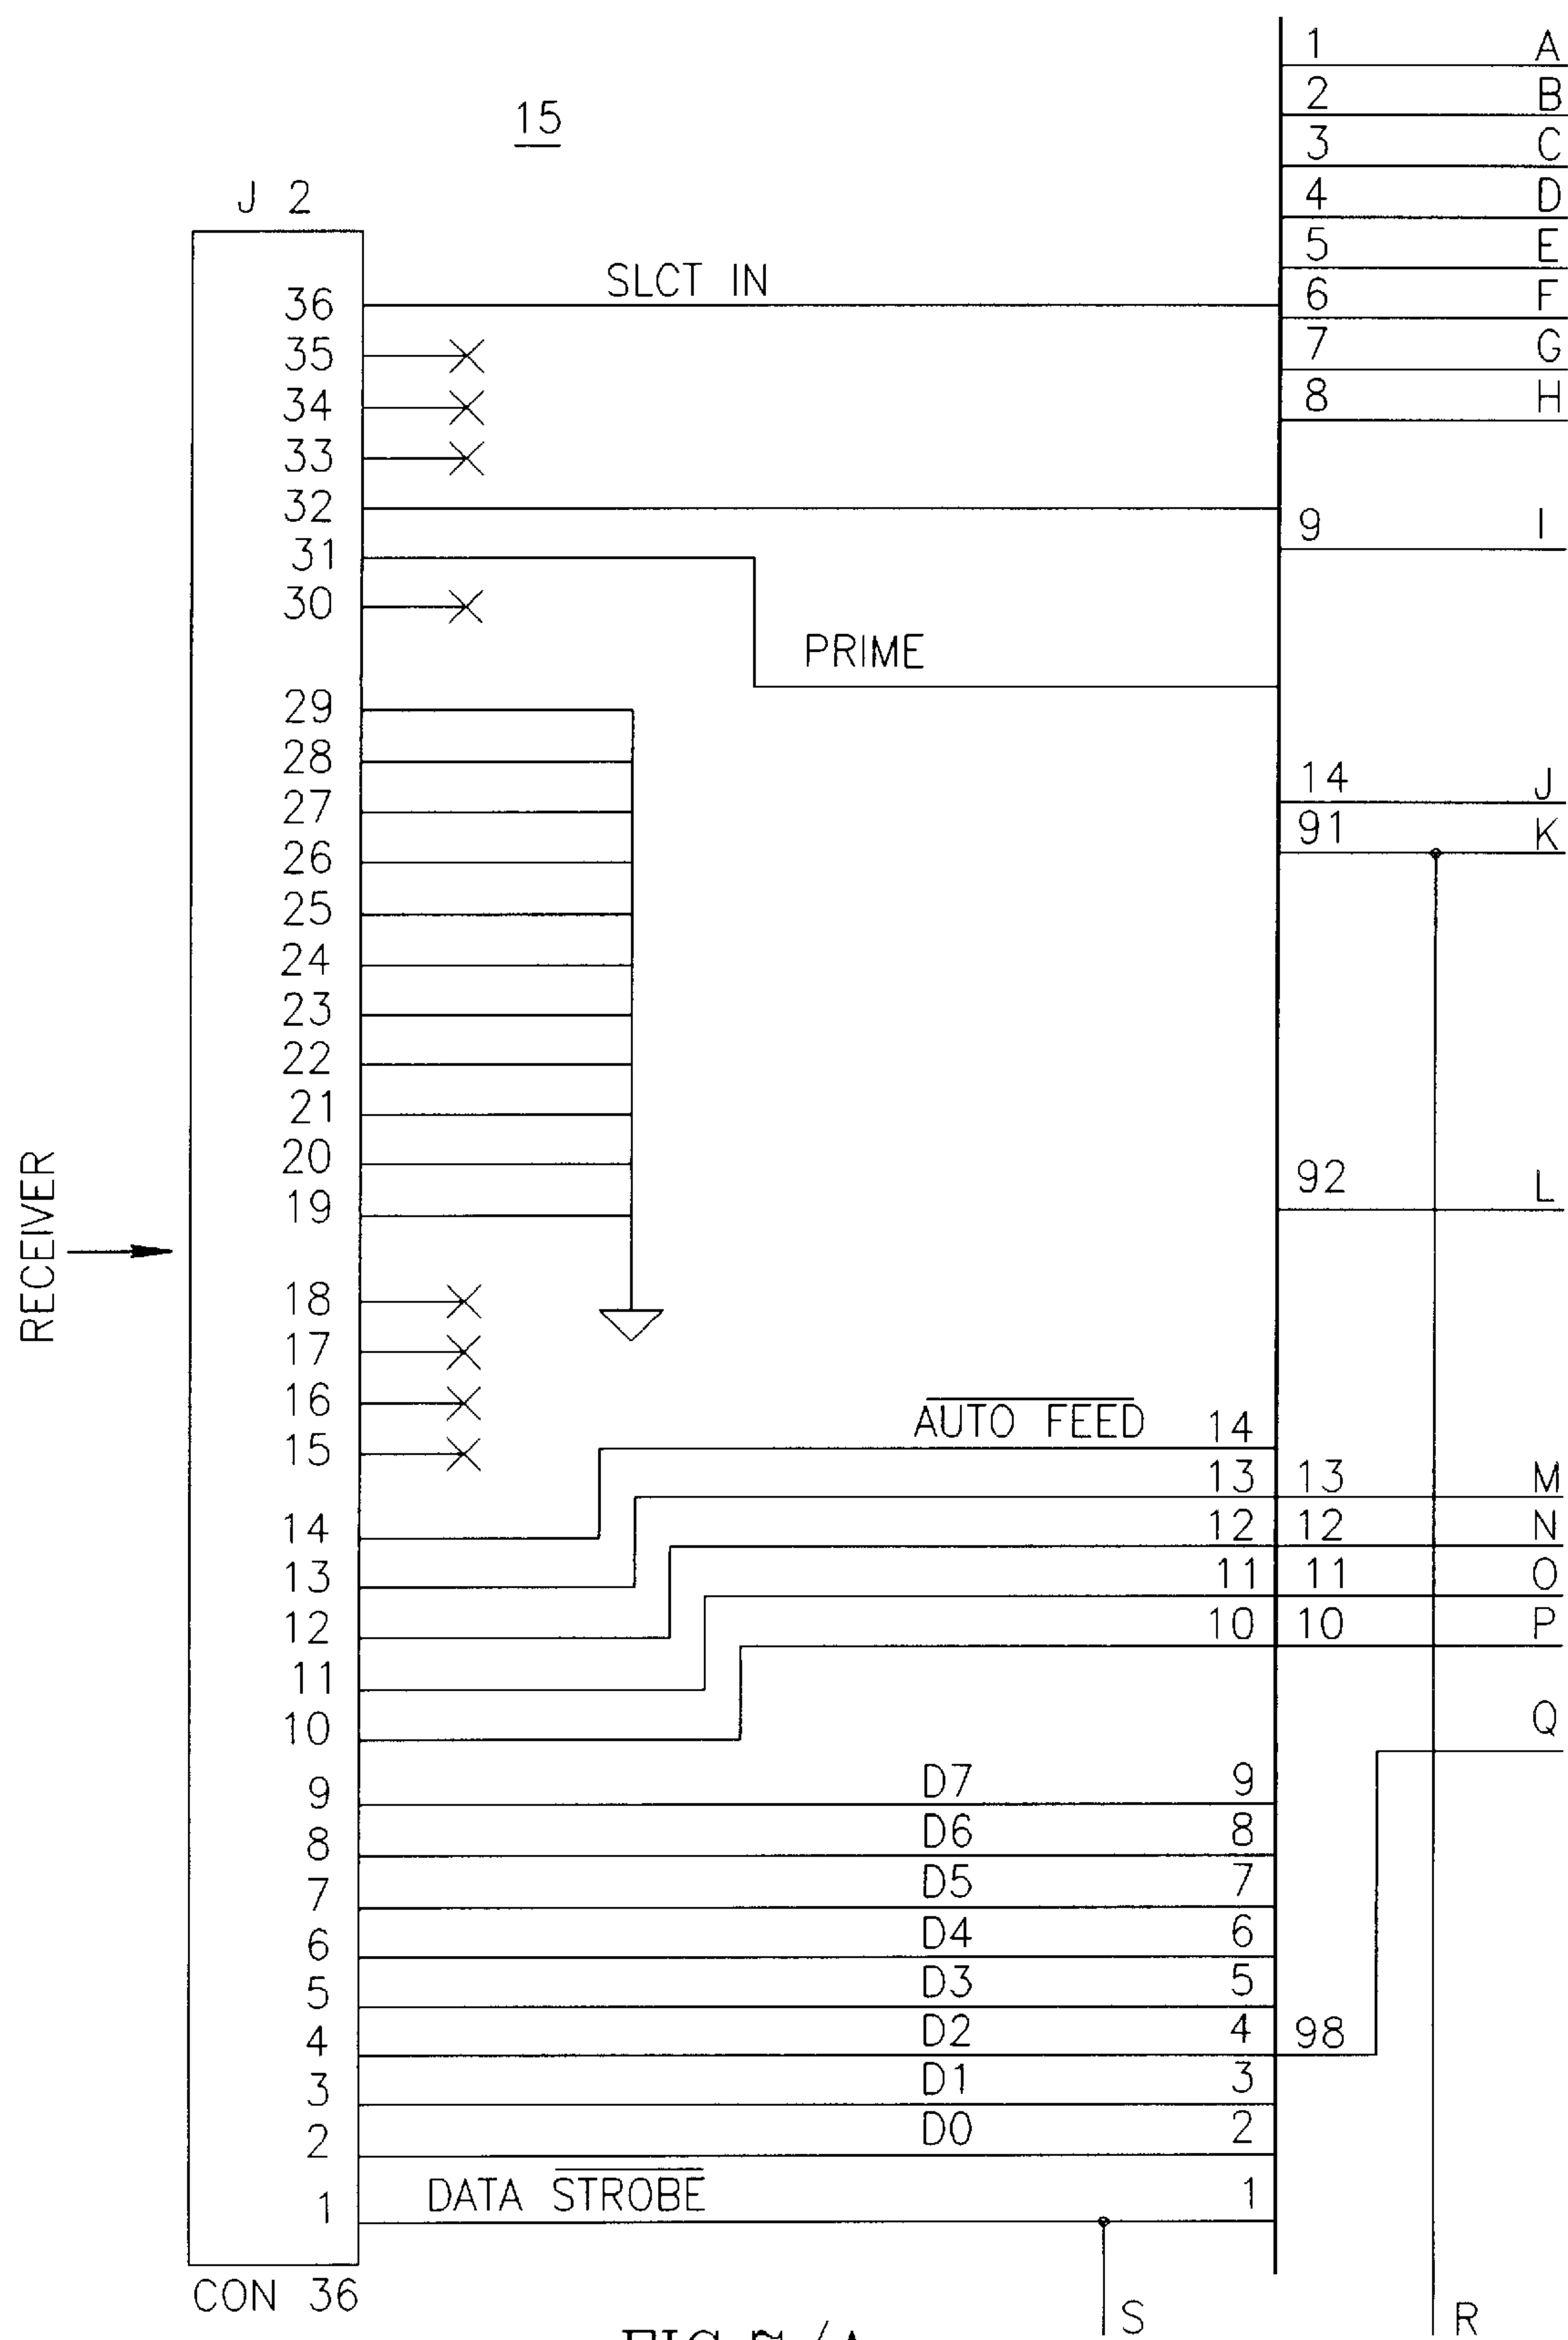 1 A
2 B
15
3 C
J 2
4 D
5 E
SLCT IN
36
6 F
35
7 G
34
8 H
33
32
9 I
31
30
PRIME
29
28
14 J
27
91 K
26
25
24
23
22
21
20
92 L
19
RECEIVER
18
17
16
AUTO FEED 14
15
13 13 M
14
12 12 N
13
11 11 O
12
10 10 P
11
10
Q
9 D7 9
8 D6 8
7 D5 7
6 D4 6
5 D3 5
4 D2 4 98
3 D1 3
2 D0 2
1 DATA STROBE 1
CON 36
S R